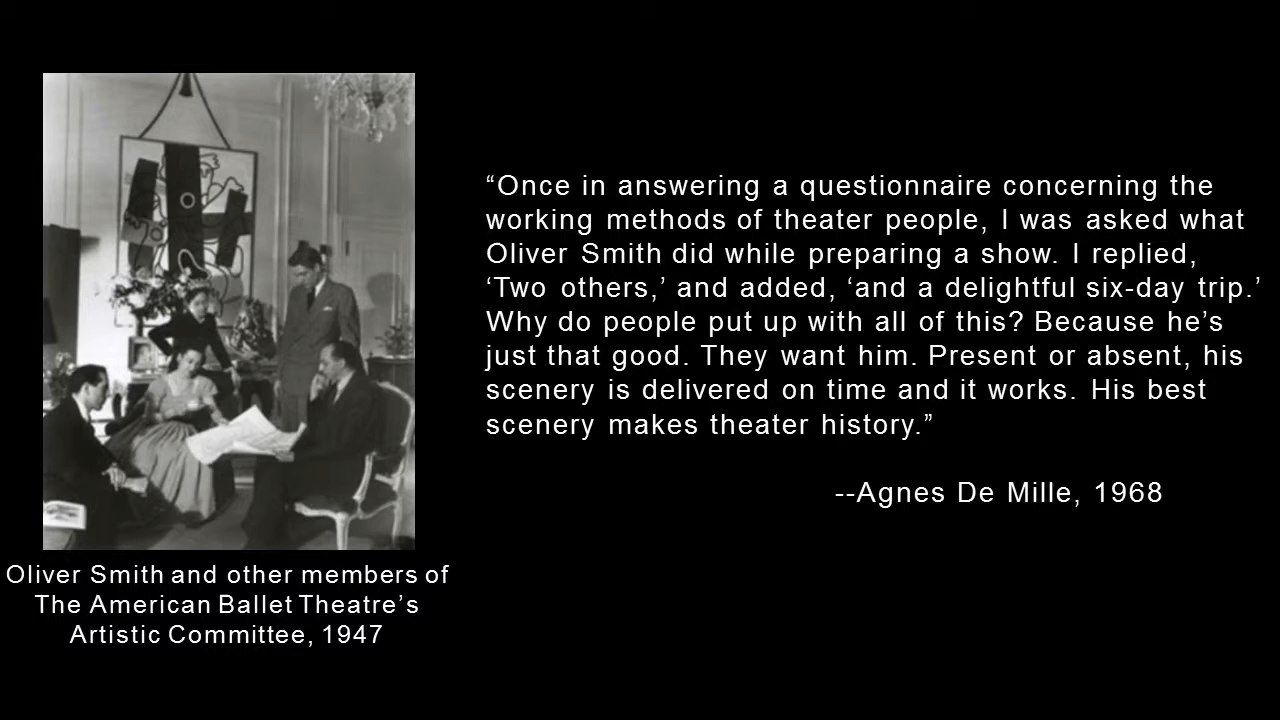 “Once in answering a questionnaire concerning the
working methods of theater people, I was asked what
Oliver Smith did while preparing a show. I replied,
‘Two others,’ and added, ‘and a delightful six-day trip.’
Why do people put up with all of this? Because he’s
just that good. They want him. Present or absent, his
scenery is delivered on time and it works. His best
scenery makes theater history.”
--Agnes De Mille, 1968
Oliver Smith and other members of
The American Ballet Theatre’s
Artistic Committee, 1947